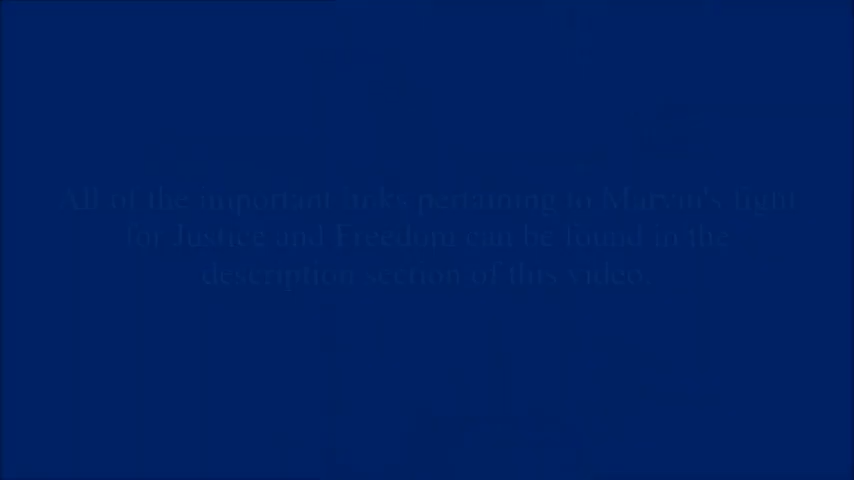 All of the important links pertaining to Marvin's fight
for Justice and Freedom can be found in the
description section of this video.